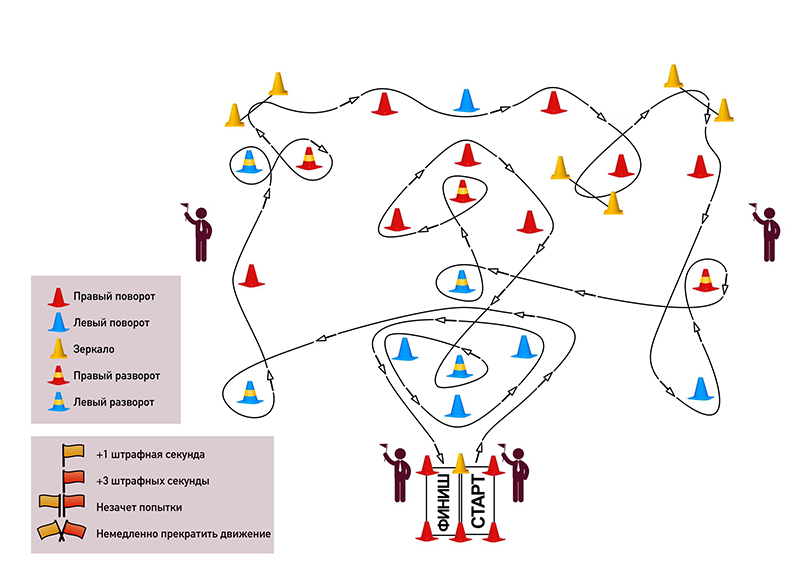 Правый поворот
Левый поворот
Зеркало
Правый разворот
Левый разворот
+1 штрафная секунда
+3 штрафных секунды
Незачет попытки
Немедленно прекратить движение
ФИНИШ
СТАРТ